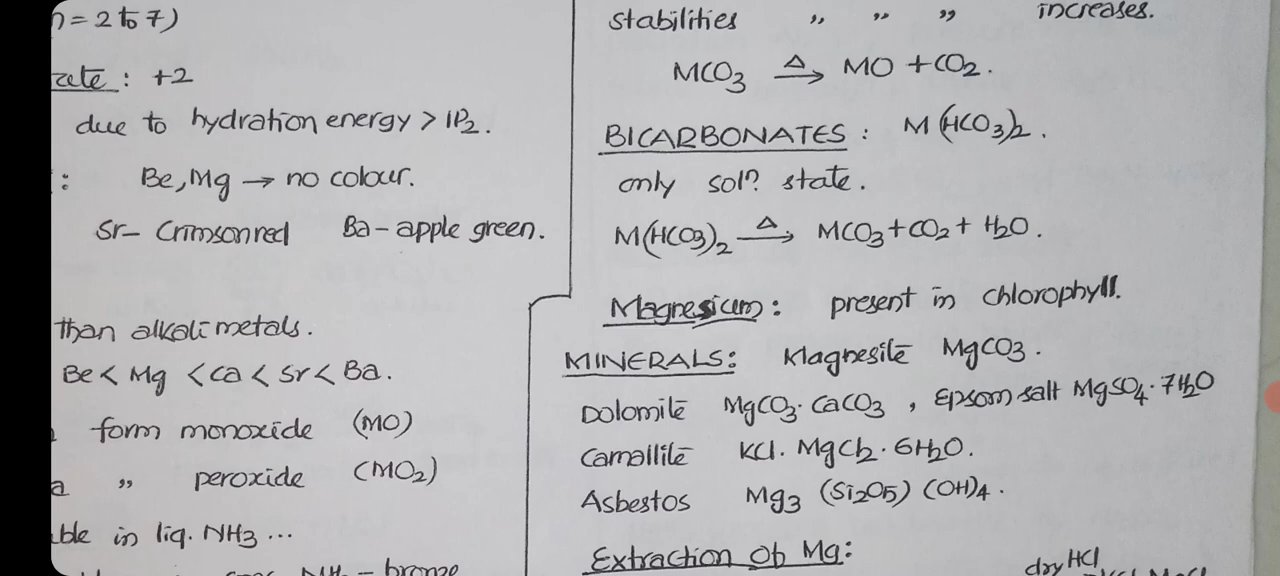 n = 2 to 7)
: +2
due to hydration energy > IP2.
: Be, Mg → no colour.
Sr - Crimson red Ba - apple green.
than alkali metals.
Be < Mg < Ca < Sr < Ba.
form monoxide (MO)
" peroxide (MO2)
in liq. NH3 ...
NH3 - bronze
stabilities " " " increases.
MCO3 Δ→ MO + CO2.
BICARBONATES : M(HCO3)2.
only soln state.
M(HCO3)2 Δ→ MCO3 + CO2 + H2O.
Magnesium : present in chlorophyll.
MINERALS: Magnesite MgCO3.
Dolomite MgCO3. CaCO3, Epsom salt MgSO4. 7H2O
Carnallite KCl. MgCl2. 6H2O.
Asbestos Mg3 (Si2O5) (OH)4.
Extraction Of Mg:
dry HCl